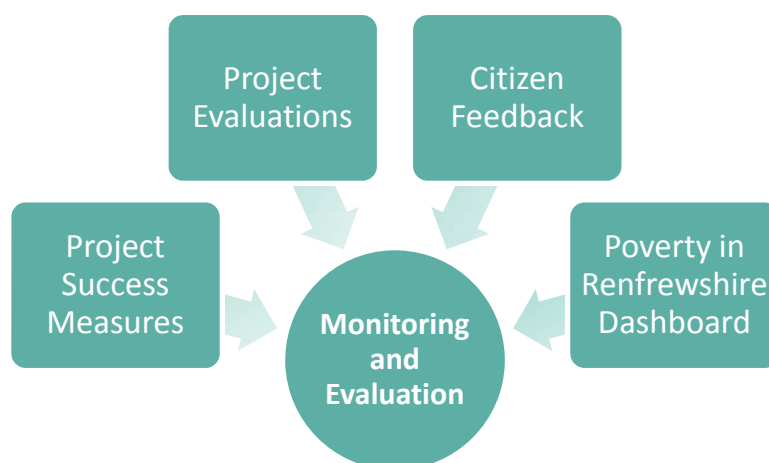 Project
Evaluations
Citizen
Feedback
Project
Success
Measures
Poverty in
Renfrewshire
Dashboard
Monitoring
and
Evaluation